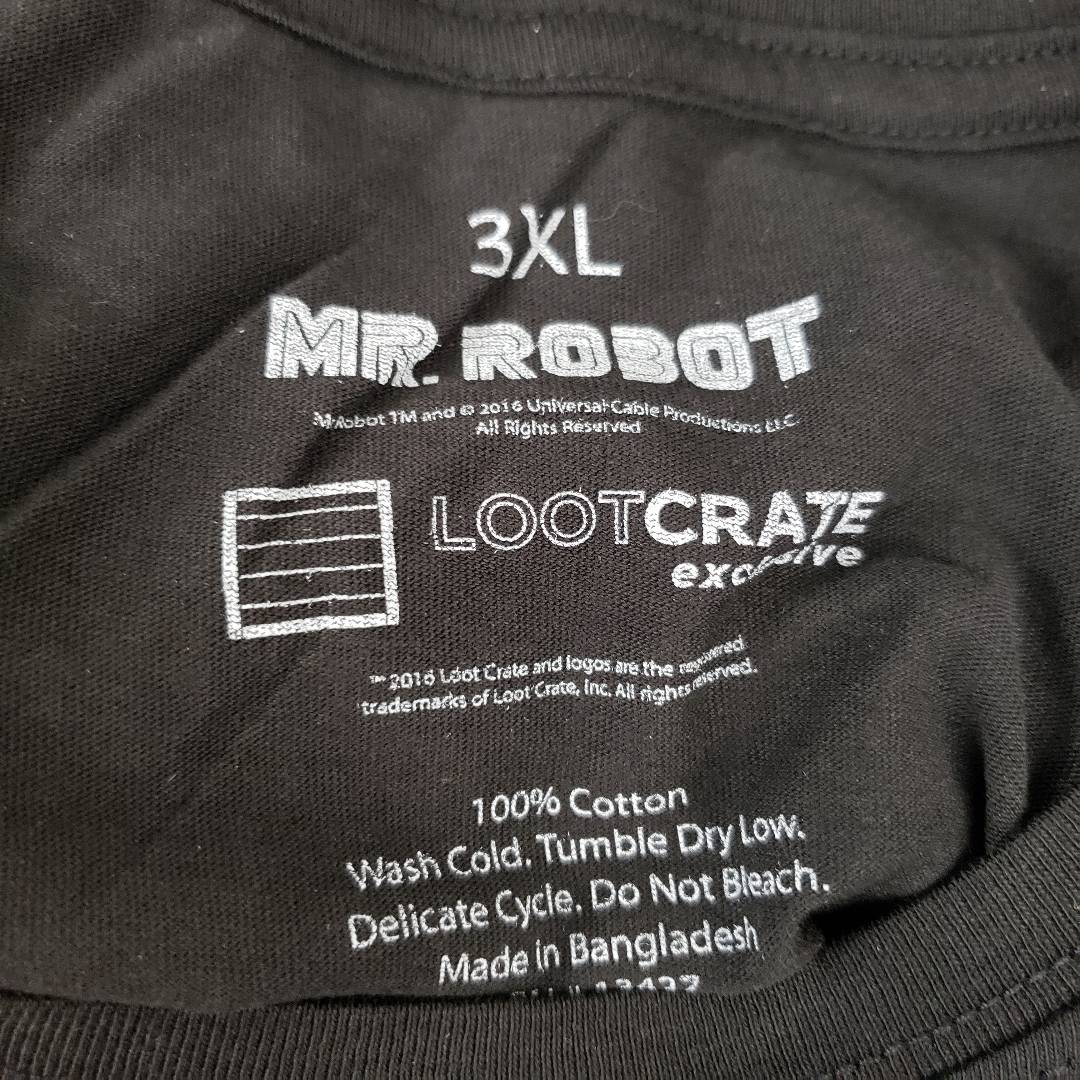 3XL
MR. ROBOT
Mr. Robot TM and © 2016 Universal Cable Productions LLC.
All Rights Reserved
LOOTCRATE
exclusive
™ 2016 Loot Crate and logos are the registered
trademarks of Loot Crate, Inc. All rights reserved.
100% Cotton
Wash Cold. Tumble Dry Low.
Delicate Cycle. Do Not Bleach.
Made in Bangladesh